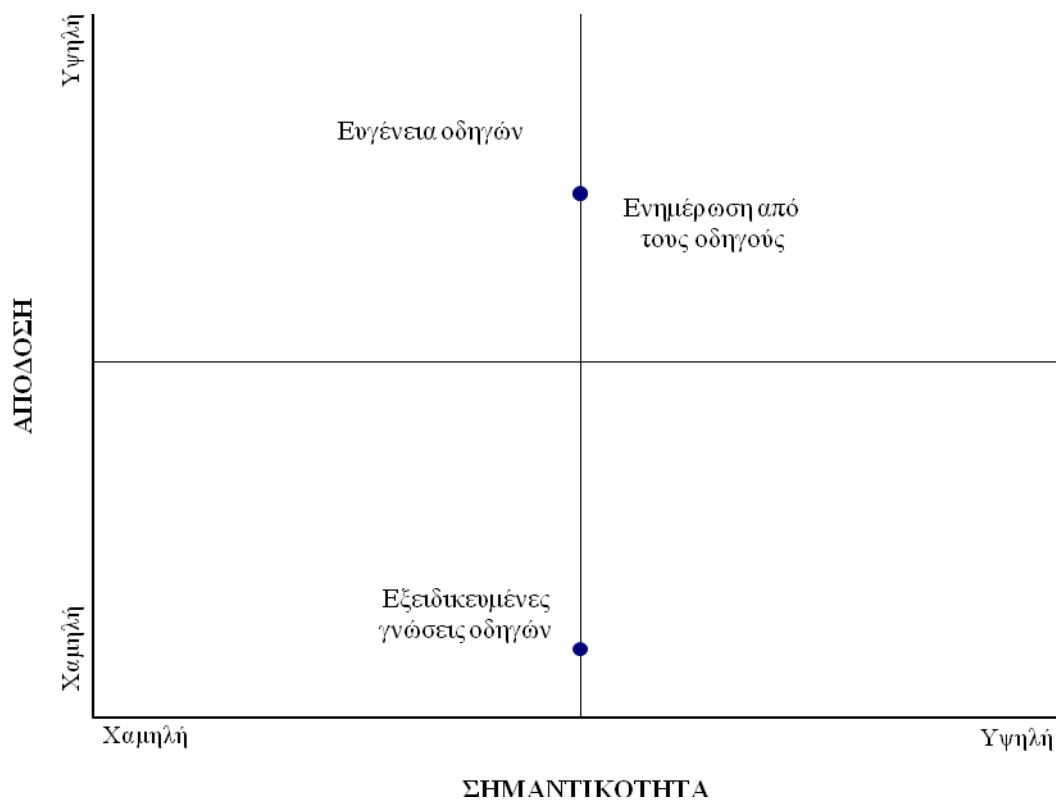 Υψηλή
Ευγένεια οδηγών
Ενημέρωση από
τους οδηγούς
ΑΠΟΔΟΣΗ
Εξειδικευμένες
γνώσεις οδηγών
Χαμηλή
Χαμηλή
Υψηλή
ΣΗΜΑΝΤΙΚΟΤΗΤΑ